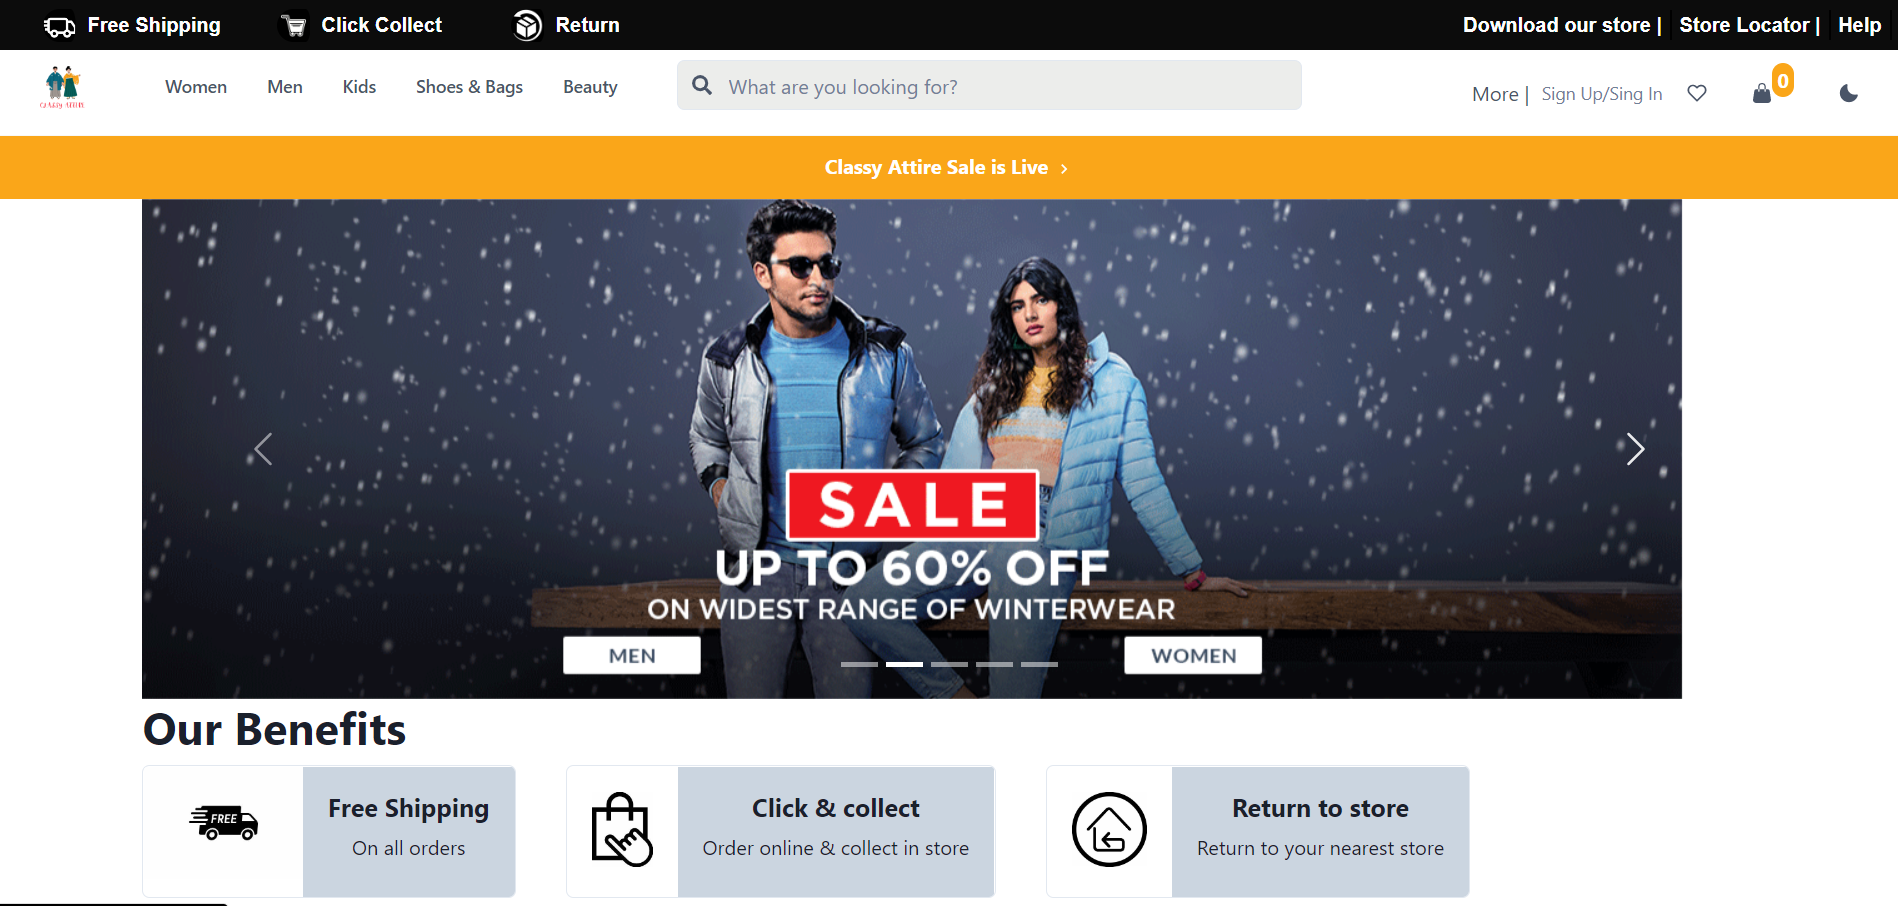 Free Shipping
Click Collect
Return
Download our store |
Store Locator |
Help
CLASSY ATTIRE
Women
Men
Kids
Shoes & Bags
Beauty
What are you looking for?
More |
Sign Up/Sing In
0
Classy Attire Sale is Live
SALE
UP TO 60% OFF
ON WIDEST RANGE OF WINTERWEAR
MEN
WOMEN
Our Benefits
FREE
Free Shipping
On all orders
Click & collect
Order online & collect in store
Return to store
Return to your nearest store